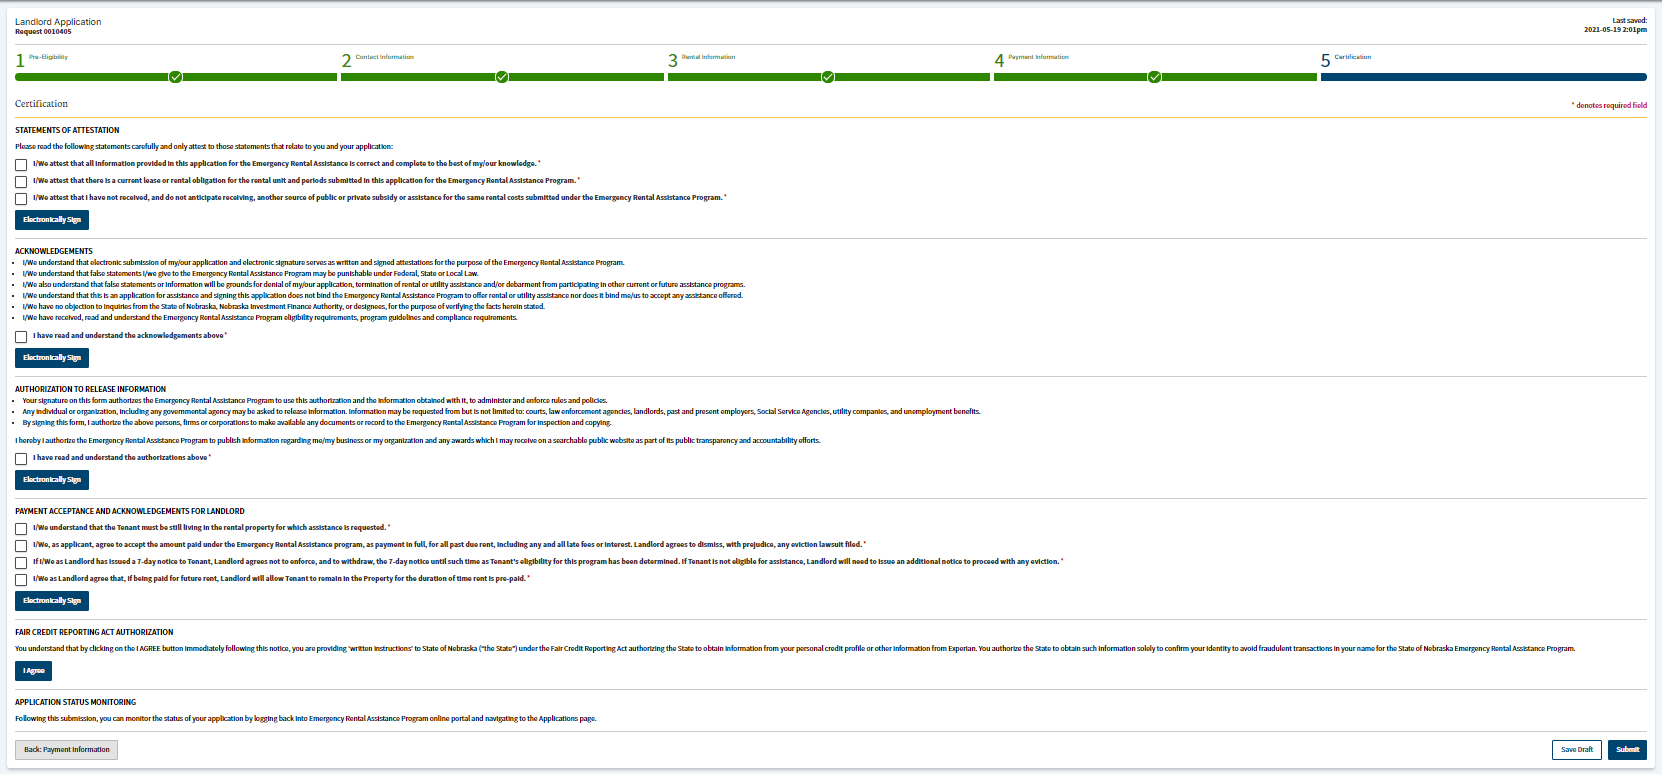 Landlord Application
Request 0010405
Last saved:
2021-05-19 2:01pm
1 Pre-Eligibility
2 Contact Information
3 Rental Information
4 Payment Information
5 Certification
Certification
* denotes required field
STATEMENTS OF ATTESTATION
Please read the following statements carefully and only attest to those statements that relate to you and your application:
I/We attest that all information provided in this application for the Emergency Rental Assistance is correct and complete to the best of my/our knowledge. *
I/We attest that there is a current lease or rental obligation for the rental unit and periods submitted in this application for the Emergency Rental Assistance Program. *
I/We attest that I have not received, and do not anticipate receiving, another source of public or private subsidy or assistance for the same rental costs submitted under the Emergency Rental Assistance Program. *
Electronically Sign
ACKNOWLEDGEMENTS
• I/We understand that electronic submission of my/our application and electronic signature serves as written and signed attestations for the purpose of the Emergency Rental Assistance Program.
• I/We understand that false statements I/we give to the Emergency Rental Assistance Program may be punishable under Federal, State or Local Law.
• I/We also understand that false statements or information will be grounds for denial of my/our application, termination of rental or utility assistance and/or debarment from participating in other current or future assistance programs.
• I/We understand that this is an application for assistance and signing this application does not bind the Emergency Rental Assistance Program to offer rental or utility assistance nor does it bind me/us to accept any assistance offered.
• I/We have no objection to inquiries from the State of Nebraska, Nebraska Investment Finance Authority, or designees, for the purpose of verifying the facts herein stated.
• I/We have received, read and understand the Emergency Rental Assistance Program eligibility requirements, program guidelines and compliance requirements.
I have read and understand the acknowledgements above *
Electronically Sign
AUTHORIZATION TO RELEASE INFORMATION
• Your signature on this form authorizes the Emergency Rental Assistance Program to use this authorization and the information obtained with it, to administer and enforce rules and policies.
• Any individual or organization, including any governmental agency may be asked to release information. Information may be requested from but is not limited to: courts, law enforcement agencies, landlords, past and present employers, Social Service Agencies, utility companies, and unemployment benefits.
• By signing this form, I authorize the above persons, firms or corporations to make available any documents or record to the Emergency Rental Assistance Program for inspection and copying.
I hereby I authorize the Emergency Rental Assistance Program to publish information regarding me/my business or my organization and any awards which I may receive on a searchable public website as part of its public transparency and accountability efforts.
I have read and understand the authorizations above *
Electronically Sign
PAYMENT ACCEPTANCE AND ACKNOWLEDGEMENTS FOR LANDLORD
I/We understand that the Tenant must be still living in the rental property for which assistance is requested. *
I/We, as applicant, agree to accept the amount paid under the Emergency Rental Assistance program, as payment in full, for all past due rent, including any and all late fees or interest. Landlord agrees to dismiss, with prejudice, any eviction lawsuit filed. *
If I/We as Landlord has issued a 7-day notice to Tenant, Landlord agrees not to enforce, and to withdraw, the 7-day notice until such time as Tenant's eligibility for this program has been determined. If Tenant is not eligible for assistance, Landlord will need to issue an additional notice to proceed with any eviction. *
I/We as Landlord agree that, if being paid for future rent, Landlord will allow Tenant to remain in the Property for the duration of time rent is pre-paid. *
Electronically Sign
FAIR CREDIT REPORTING ACT AUTHORIZATION
You understand that by clicking on the I AGREE button immediately following this notice, you are providing 'written instructions' to State of Nebraska ("the State") under the Fair Credit Reporting Act authorizing the State to obtain information from your personal credit profile or other information from Experian. You authorize the State to obtain such information solely to confirm your identity to avoid fraudulent transactions in your name for the State of Nebraska Emergency Rental Assistance Program.
I Agree
APPLICATION STATUS MONITORING
Following this submission, you can monitor the status of your application by logging back into Emergency Rental Assistance Program online portal and navigating to the Applications page.
Back: Payment Information
Save Draft
Submit